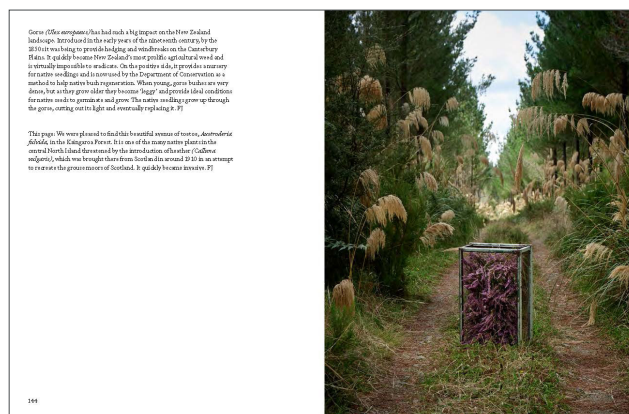 Gorse (Ulex europaeus) has had such a big impact on the New Zealand
landscape. Introduced in the early years of the nineteenth century, by the
1850s it was being to provide hedging and windbreaks on the Canterbury
Plains. It quickly became New Zealand's most prolific agricultural weed and
is virtually impossible to eradicate. On the positive side, it provides a nursery
for native seedlings and is now used by the Department of Conservation as a
method to help native bush regeneration. When young, gorse bushes are very
dense, but as they grow older they become 'leggy' and provide ideal conditions
for native seeds to germinate and grow. The native seedlings grow up through
the gorse, cutting out its light and eventually replacing it. FJ
This page: We were pleased to find this beautiful avenue of toetoe, Austroderia
fulvida, in the Kaingaroa Forest. It is one of the many native plants in the
central North Island threatened by the introduction of heather (Calluna
vulgaris), which was brought there from Scotland in around 1910 in an attempt
to recreate the grouse moors of Scotland. It quickly became invasive. FJ
144